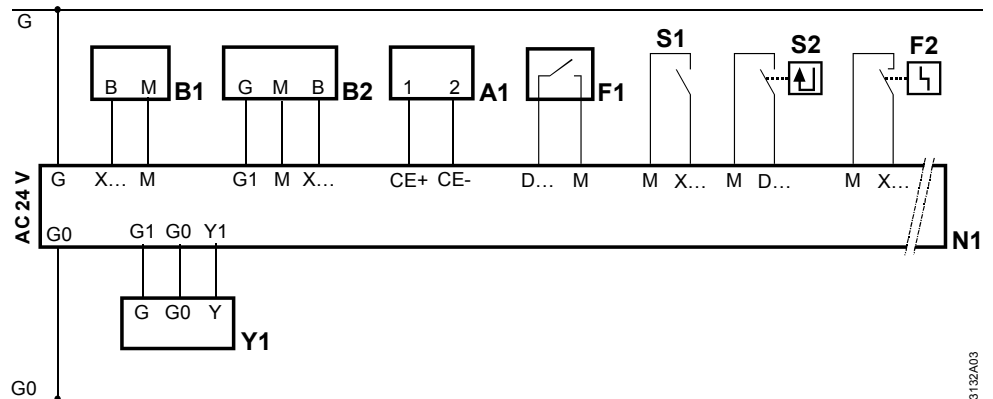 G
S1 S2 F2
B M B1
G M B B2
1 2 A1
F1
AC 24 V
G X... M G1 M X... CE+ CE- D... M M X... M D... M X...
G0 G1 G0 Y1
N1
G G0 Y
Y1
G0
3132A03